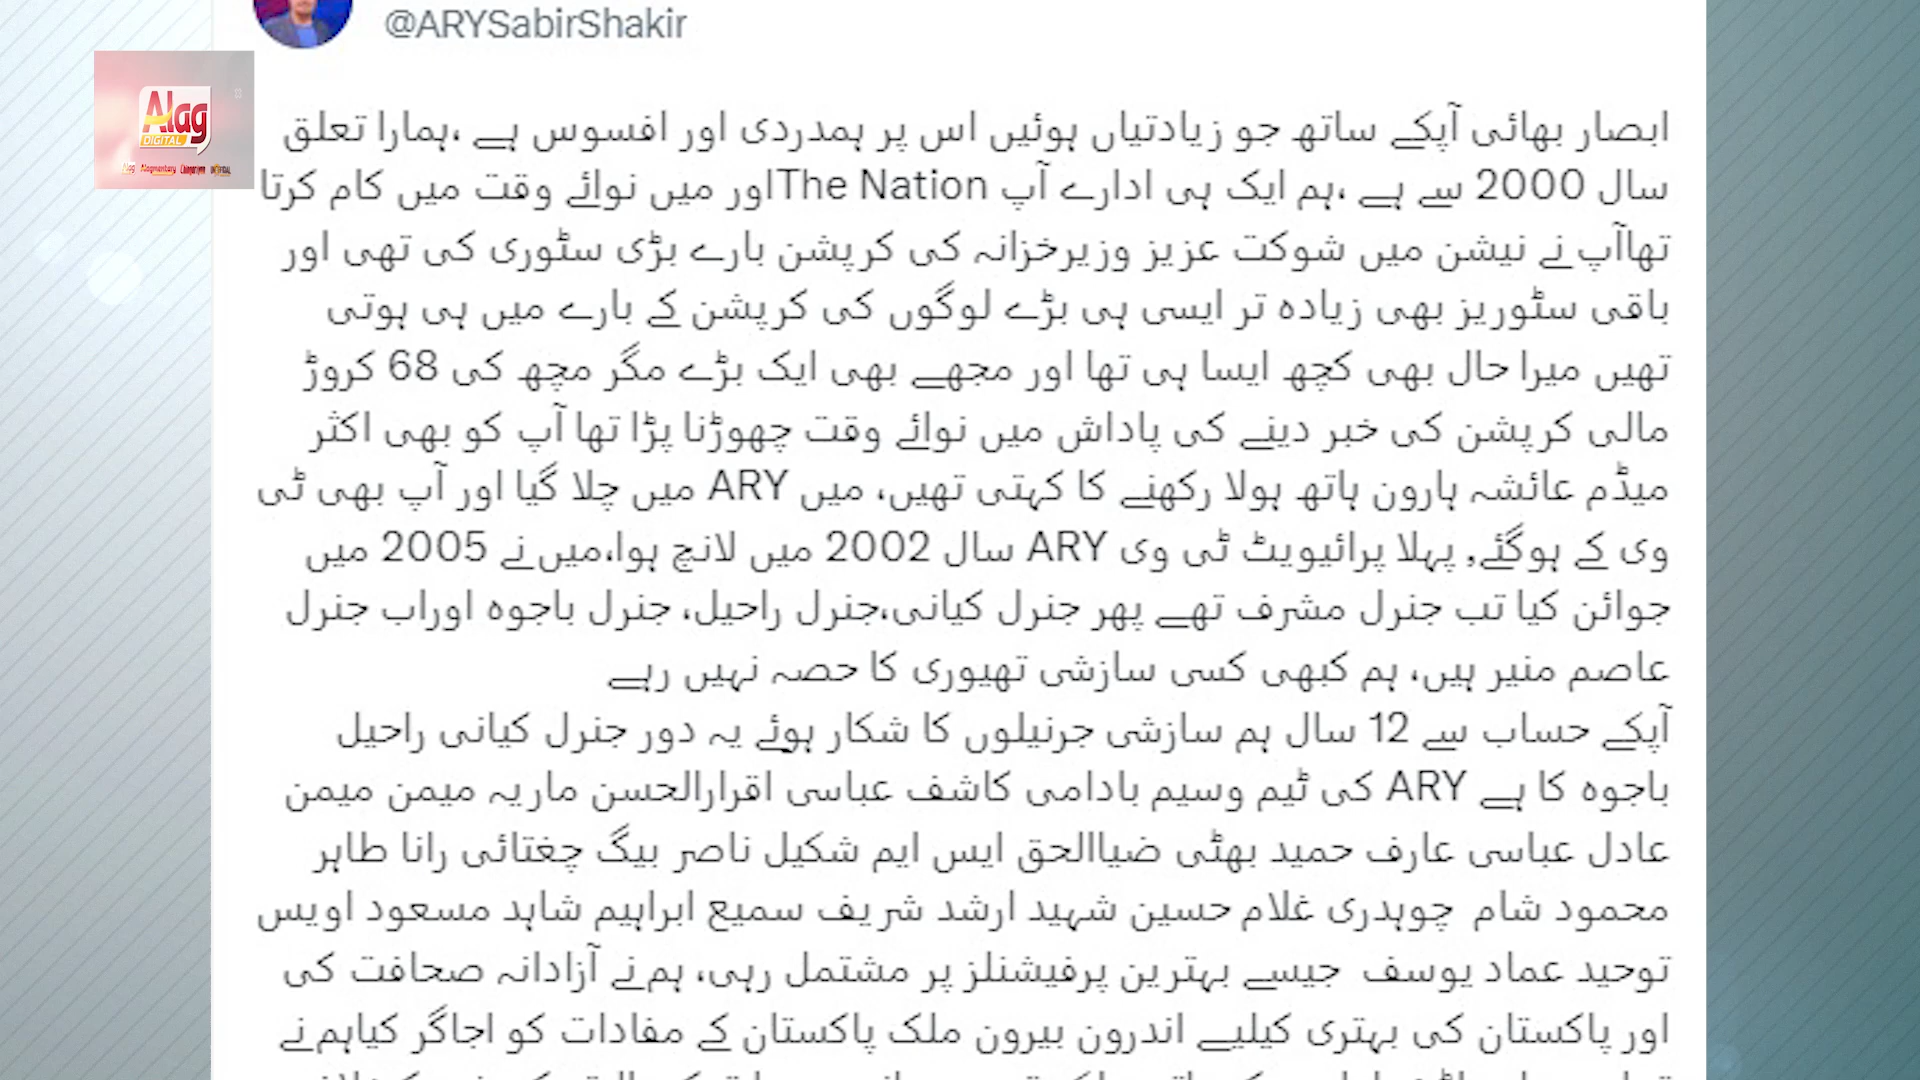 @ARYSabirShakir
Alag
DIGITAL
ابصار بھائی آپکے ساتھ جو زیادتیاں ہوئیں اس پر ہمدردی اور افسوس ہے ،ہمارا تعلق
سال 2000 سے ہے ،ہم ایک ہی ادارے آپ The Nationاور میں نوائے وقت میں کام کرتا
تھاآپ نے نیشن میں شوکت عزیز وزیرخزانہ کی کرپشن بارے بڑی سٹوری کی تھی اور
باقی سٹوریز بھی زیادہ تر ایسی ہی بڑے لوگوں کی کرپشن کے بارے میں ہی ہوتی
تھیں میرا حال بھی کچھ ایسا ہی تھا اور مجھے بھی ایک بڑے مگر مچھ کی 68 کروڑ
مالی کرپشن کی خبر دینے کی پاداش میں نوائے وقت چھوڑنا پڑا تھا آپ کو بھی اکثر
میڈم عائشہ ہارون ہاتھ ہولا رکھنے کا کہتی تھیں، میں ARY میں چلا گیا اور آپ بھی ٹی
وی کے ہوگئے, پہلا پرائیویٹ ٹی وی ARY سال 2002 میں لانچ ہوا،میں نے 2005 میں
جوائن کیا تب جنرل مشرف تھے پھر جنرل کیانی،جنرل راحیل، جنرل باجوہ اوراب جنرل
عاصم منیر ہیں، ہم کبھی کسی سازشی تھیوری کا حصہ نہیں رہے
آپکے حساب سے 12 سال ہم سازشی جرنیلوں کا شکار ہوئے یہ دور جنرل کیانی راحیل
باجوہ کا ہے ARY کی ٹیم وسیم بادامی کاشف عباسی اقرارالحسن ماریہ میمن میمن
عادل عباسی عارف حمید بھٹی ضیاالحق ایس ایم شکیل ناصر بیگ چغتائی رانا طاہر
محمود شام چوہدری غلام حسین شہید ارشد شریف سمیع ابراہیم شاہد مسعود اویس
توحید عماد یوسف جیسے بہترین پرفیشنلز پر مشتمل رہی، ہم نے آزادانہ صحافت کی
اور پاکستان کی بہتری کیلیے اندرون بیرون ملک پاکستان کے مفادات کو اجاگر کیاہم نے